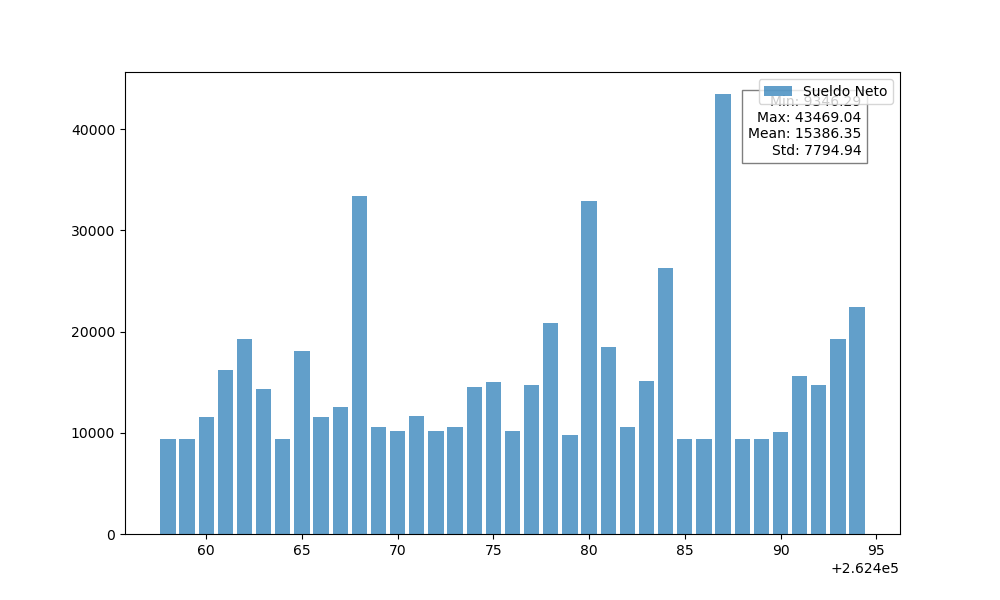 Sueldo Neto
Min: 9346.29
Max: 43469.04
Mean: 15386.35
Std: 7794.94
40000
30000
20000
10000
0
60 65 70 75 80 85 90 95
+2.624e5